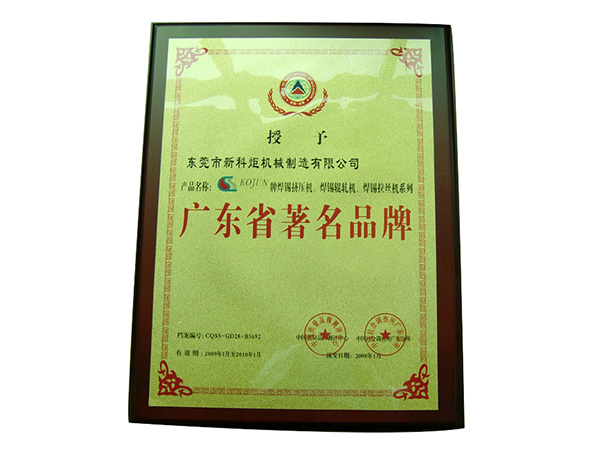 授 予
东莞市新科炬机械制造有限公司
产品名称: KOJUN 牌焊锡挤压机、焊锡辊轧机、焊锡拉丝机系列
广东省著名品牌
档案编号: CQSS-GD28-B3692
有 效 期: 2009年1月至2010年1月
颁发日期: 2009年1月